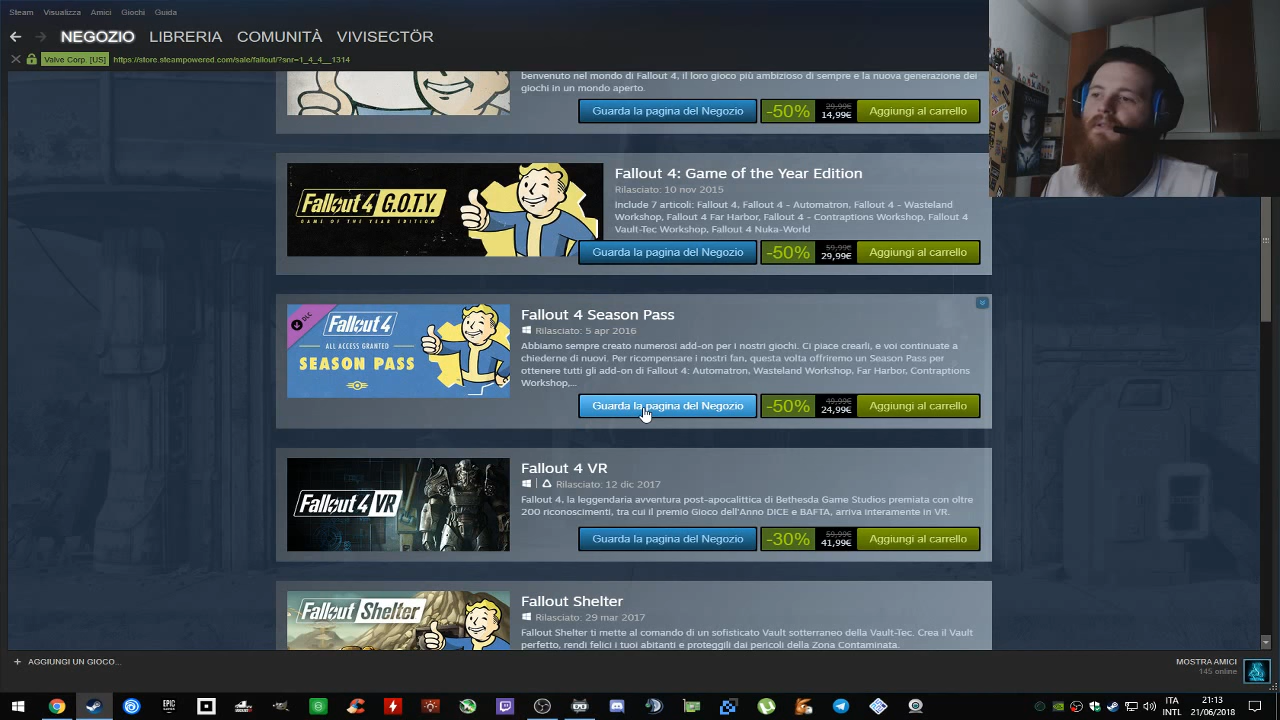 Steam Visualizza Amici Giochi Guida
NEGOZIO LIBRERIA COMUNITÀ VIVISECTÖR
Valve Corp. [US] https://store.steampowered.com/sale/fallout/?snr=1_4_4__1314
benvenuto nel mondo di Fallout 4, il loro gioco più ambizioso di sempre e la nuova generazione dei
giochi in un mondo aperto.
Guarda la pagina del Negozio -50% 29,99€ 14,99€ Aggiungi al carrello
Fallout 4 G.O.T.Y.
GAME OF THE YEAR EDITION
Fallout 4: Game of the Year Edition
Rilasciato: 10 nov 2015
Include 7 articoli: Fallout 4, Fallout 4 - Automatron, Fallout 4 - Wasteland
Workshop, Fallout 4 Far Harbor, Fallout 4 - Contraptions Workshop, Fallout 4
Vault-Tec Workshop, Fallout 4 Nuka-World
Guarda la pagina del Negozio -50% 59,99€ 29,99€ Aggiungi al carrello
DLC
Fallout 4
ALL ACCESS GRANTED
SEASON PASS
Fallout 4 Season Pass
Rilasciato: 5 apr 2016
Abbiamo sempre creato numerosi add-on per i nostri giochi. Ci piace crearli, e voi continuate a
chiederne di nuovi. Per ricompensare i nostri fan, questa volta offriremo un Season Pass per
ottenere tutti gli add-on di Fallout 4: Automatron, Wasteland Workshop, Far Harbor, Contraptions
Workshop,...
Guarda la pagina del Negozio -50% 49,99€ 24,99€ Aggiungi al carrello
Fallout 4 VR
Fallout 4 VR
Rilasciato: 12 dic 2017
Fallout 4, la leggendaria avventura post-apocalittica di Bethesda Game Studios premiata con oltre
200 riconoscimenti, tra cui il premio Gioco dell'Anno DICE e BAFTA, arriva interamente in VR.
Guarda la pagina del Negozio -30% 59,99€ 41,99€ Aggiungi al carrello
Fallout Shelter
Fallout Shelter
Rilasciato: 29 mar 2017
Fallout Shelter ti mette al comando di un sofisticato Vault sotterraneo della Vault-Tec. Crea il Vault
perfetto, rendi felici i tuoi abitanti e proteggili dai pericoli della Zona Contaminata.
+ AGGIUNGI UN GIOCO...
MOSTRA AMICI
145 online
EPIC
GAMES
ITA
INTL
21:13
21/06/2018